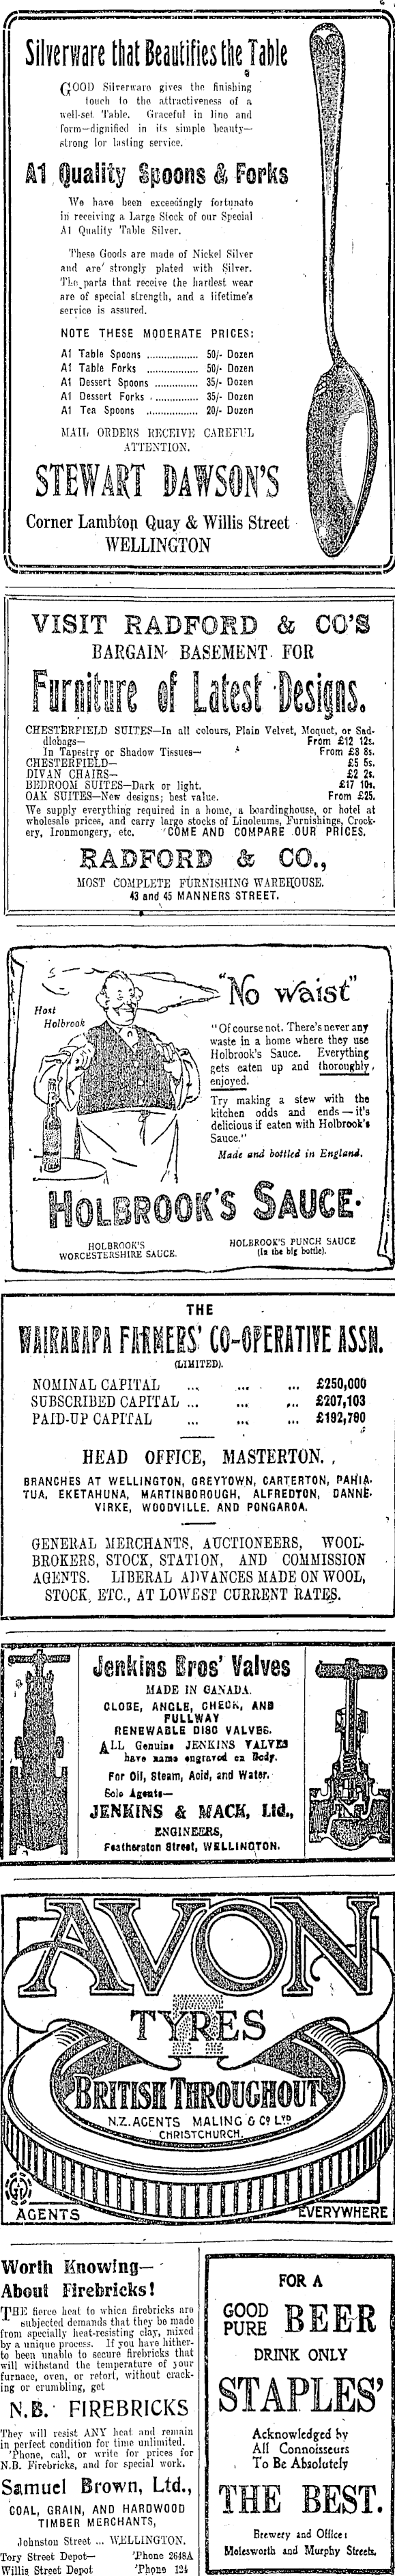 Silverware that Beautifies the Table
GOOD Silverware gives the finishing
touch to the attractiveness of a
well-set Table. Graceful in line and
form—dignified in its simple beauty—
strong for lasting service.
A1 Quality Spoons & Forks
We have been exceedingly fortunate
in receiving a Large Stock of our Special
A1 Quality Table Silver.
These Goods are made of Nickel Silver
and are strongly plated with Silver.
The parts that receive the hardest wear
are of special strength, and a lifetime's
service is assured.
NOTE THESE MODERATE PRICES:
A1 Table Spoons ................ 50/- Dozen
A1 Table Forks ................ 50/- Dozen
A1 Dessert Spoons .............. 35/- Dozen
A1 Dessert Forks ............... 35/- Dozen
A1 Tea Spoons ................ 20/- Dozen
MAIL ORDERS RECEIVE CAREFUL
ATTENTION.
STEWART DAWSON'S
Corner Lambton Quay & Willis Street
WELLINGTON
VISIT RADFORD & CO'S
BARGAIN BASEMENT FOR
Furniture of Latest Designs.
CHESTERFIELD SUITES—In all colours, Plain Velvet, Moquet, or Sad-
dlebags— From £12 12s.
In Tapestry or Shadow Tissues— From £8 8s.
CHESTERFIELD— £5 5s.
DIVAN CHAIRS— £2 2s.
BEDROOM SUITES—Dark or light. £17 10s.
OAK SUITES—New designs; best value. From £25.
We supply everything required in a home, a boardinghouse, or hotel at
wholesale prices, and carry large stocks of Linoleums, Furnishings, Crock-
ery, Ironmongery, etc. COME AND COMPARE OUR PRICES.
RADFORD & CO.,
MOST COMPLETE FURNISHING WAREHOUSE.
43 and 45 MANNERS STREET.
"No waist"
Host
Holbrook
"Of course not. There's never any
waste in a home where they use
Holbrook's Sauce. Everything
gets eaten up and thoroughly
enjoyed.
Try making a stew with the
kitchen odds and ends—it's
delicious if eaten with Holbrook's
Sauce."
Made and bottled in England.
HOLBROOK'S SAUCE.
HOLBROOK'S
WORCESTERSHIRE SAUCE.
HOLBROOK'S PUNCH SAUCE
(In the big bottle).
THE
WAIRARAPA FARMERS' CO-OPERATIVE ASSN.
(LIMITED).
NOMINAL CAPITAL ... ... ... £250,000
SUBSCRIBED CAPITAL ... ... ... £207,103
PAID-UP CAPITAL ... ... ... £192,790
HEAD OFFICE, MASTERTON.
BRANCHES AT WELLINGTON, GREYTOWN, CARTERTON, PAHIA-
TUA, EKETAHUNA, MARTINBOROUGH, ALFREDTON, DANNE-
VIRKE, WOODVILLE. AND PONGAROA.
GENERAL MERCHANTS, AUCTIONEERS, WOOL-
BROKERS, STOCK, STATION, AND COMMISSION
AGENTS. LIBERAL ADVANCES MADE ON WOOL,
STOCK, ETC., AT LOWEST CURRENT RATES.
Jenkins Bros' Valves
MADE IN CANADA.
GLOBE, ANGLE, CHECK, AND
FULLWAY
RENEWABLE DISC VALVES.
ALL Genuine JENKINS VALVES
have name engraved on Body.
For Oil, Steam, Acid, and Water.
Sole Agents—
JENKINS & MACK, Ltd.,
ENGINEERS,
Featherston Street, WELLINGTON.
AVON
TYRES
BRITISH THROUGHOUT
N.Z. AGENTS MALING & Co LTD
CHRISTCHURCH.
AGENTS EVERYWHERE
Worth Knowing—
About Firebricks!
THE fierce heat to which firebricks are
subjected demands that they be made
from specially heat-resisting clay, mixed
by a unique process. If you have hither-
to been unable to secure firebricks that
will withstand the temperature of your
furnace, oven, or retort, without crack-
ing or crumbling, get
N.B. FIREBRICKS
They will resist ANY heat and remain
in perfect condition for time unlimited.
'Phone, call, or write for prices for
N.B. Firebricks, and for special work.
Samuel Brown, Ltd.,
COAL, GRAIN, AND HARDWOOD
TIMBER MERCHANTS,
Johnston Street ... WELLINGTON.
Tory Street Depot— 'Phone 2648A
Willis Street Depot 'Phone 124
FOR A
GOOD
PURE BEER
DRINK ONLY
STAPLES'
Acknowledged by
All Connoisseurs
To Be Absolutely
THE BEST.
Brewery and Office:
Molesworth and Murphy Streets.